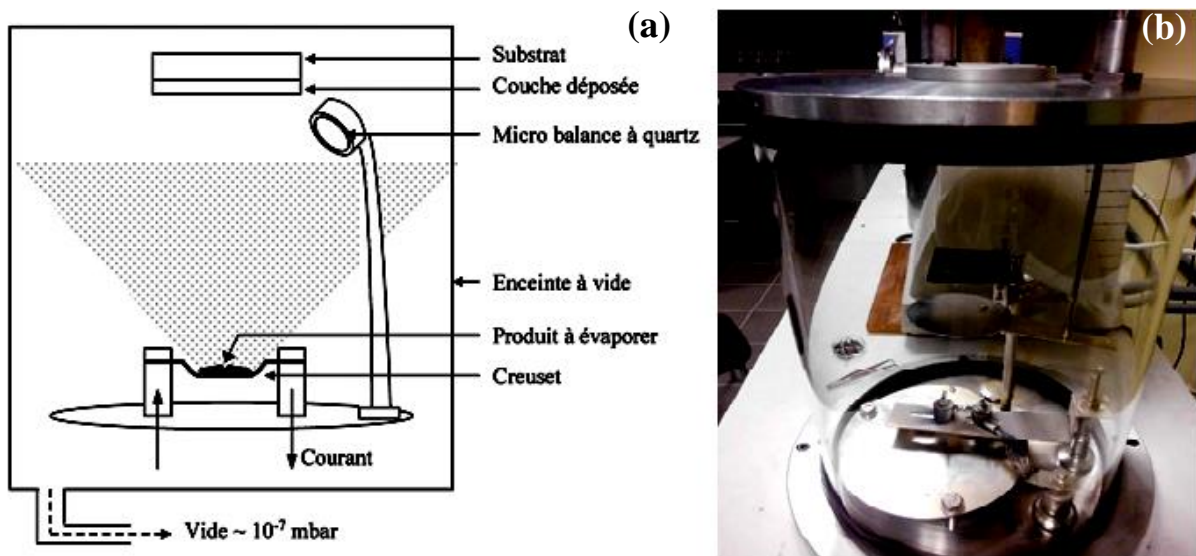 (a)
Substrat
Couche déposée
Micro balance à quartz
Enceinte à vide
Produit à évaporer
Creuset
Courant
Vide ~ 10⁻⁷ mbar
(b)